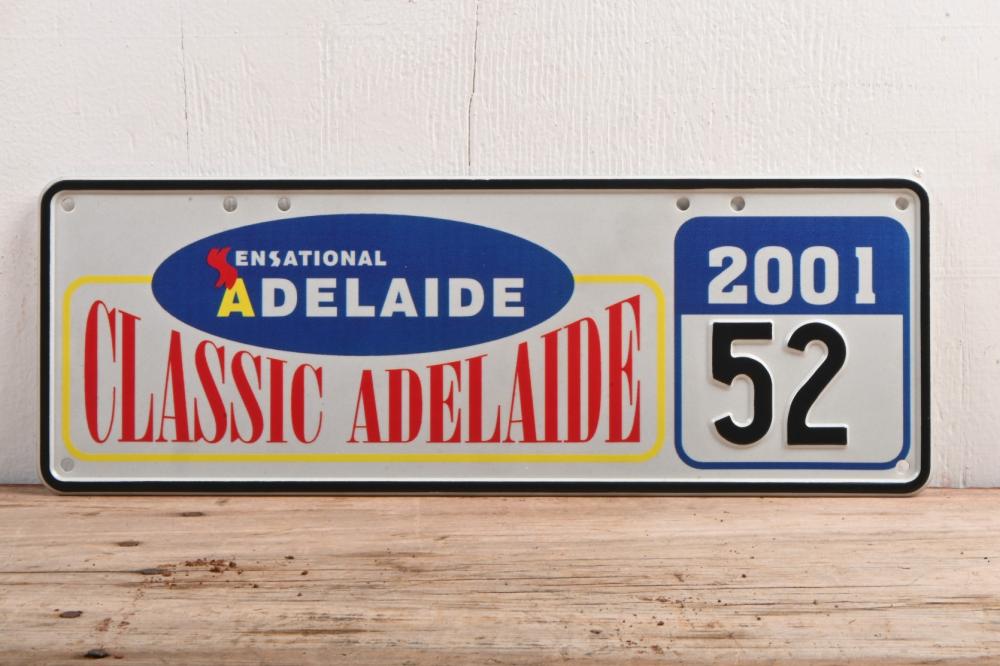 SENSATIONAL
ADELAIDE
CLASSIC ADELAIDE
2001
52